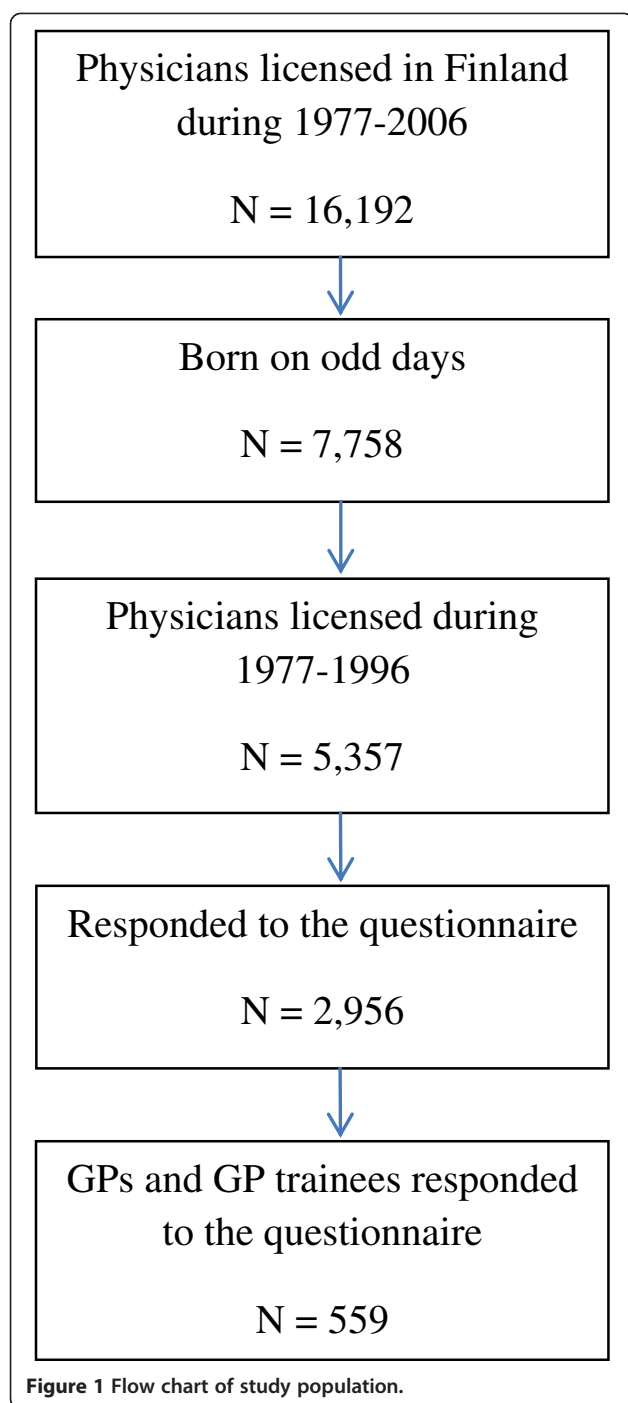 Physicians licensed in Finland
during 1977-2006
N = 16,192
Born on odd days
N = 7,758
Physicians licensed during
1977-1996
N = 5,357
Responded to the questionnaire
N = 2,956
GPs and GP trainees responded
to the questionnaire
N = 559
Figure 1 Flow chart of study population.